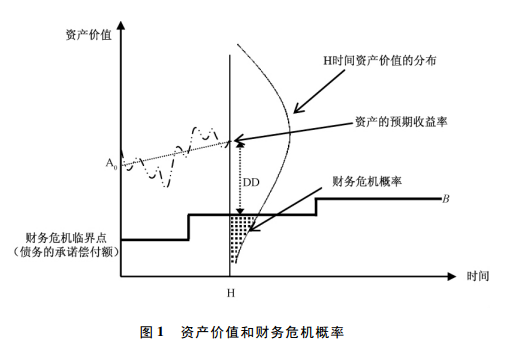 资产价值
H时间资产价值的分布
资产的预期收益率
A₀
DD
财务危机概率
B
财务危机临界点
（债务的承诺偿付额）
时间
H
图 1 资产价值和财务危机概率